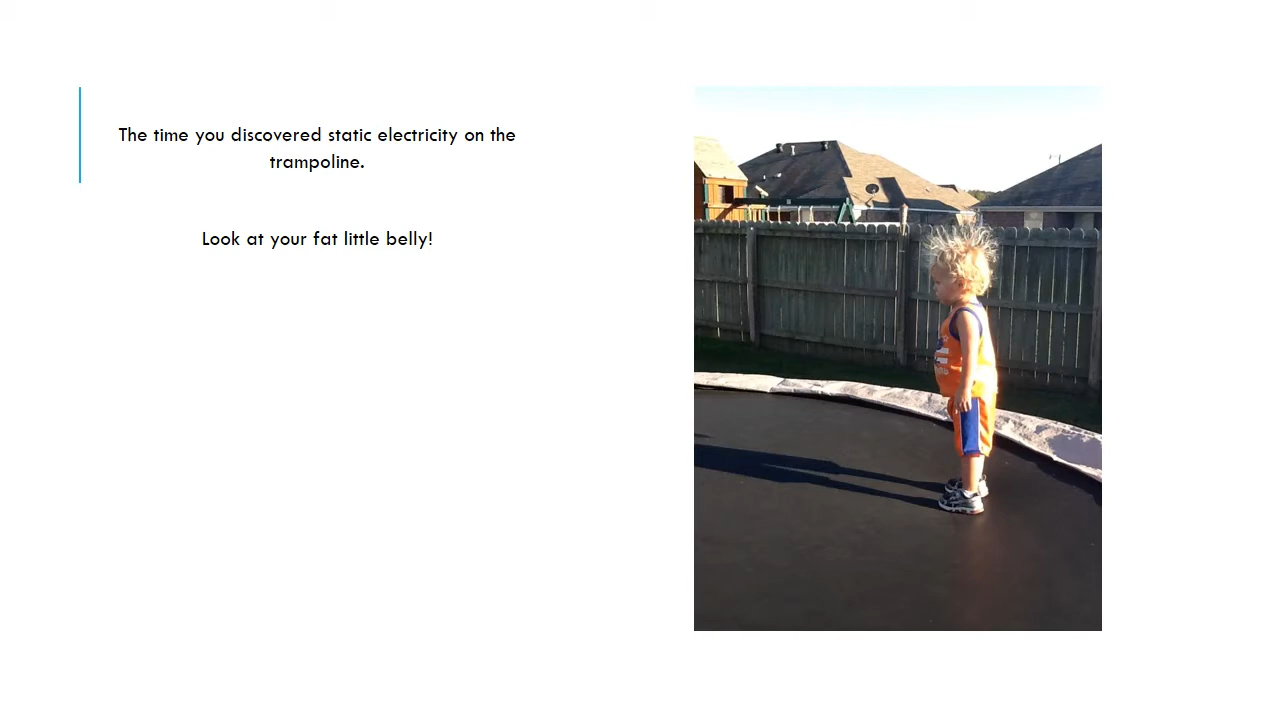 The time you discovered static electricity on the
trampoline.
Look at your fat little belly!